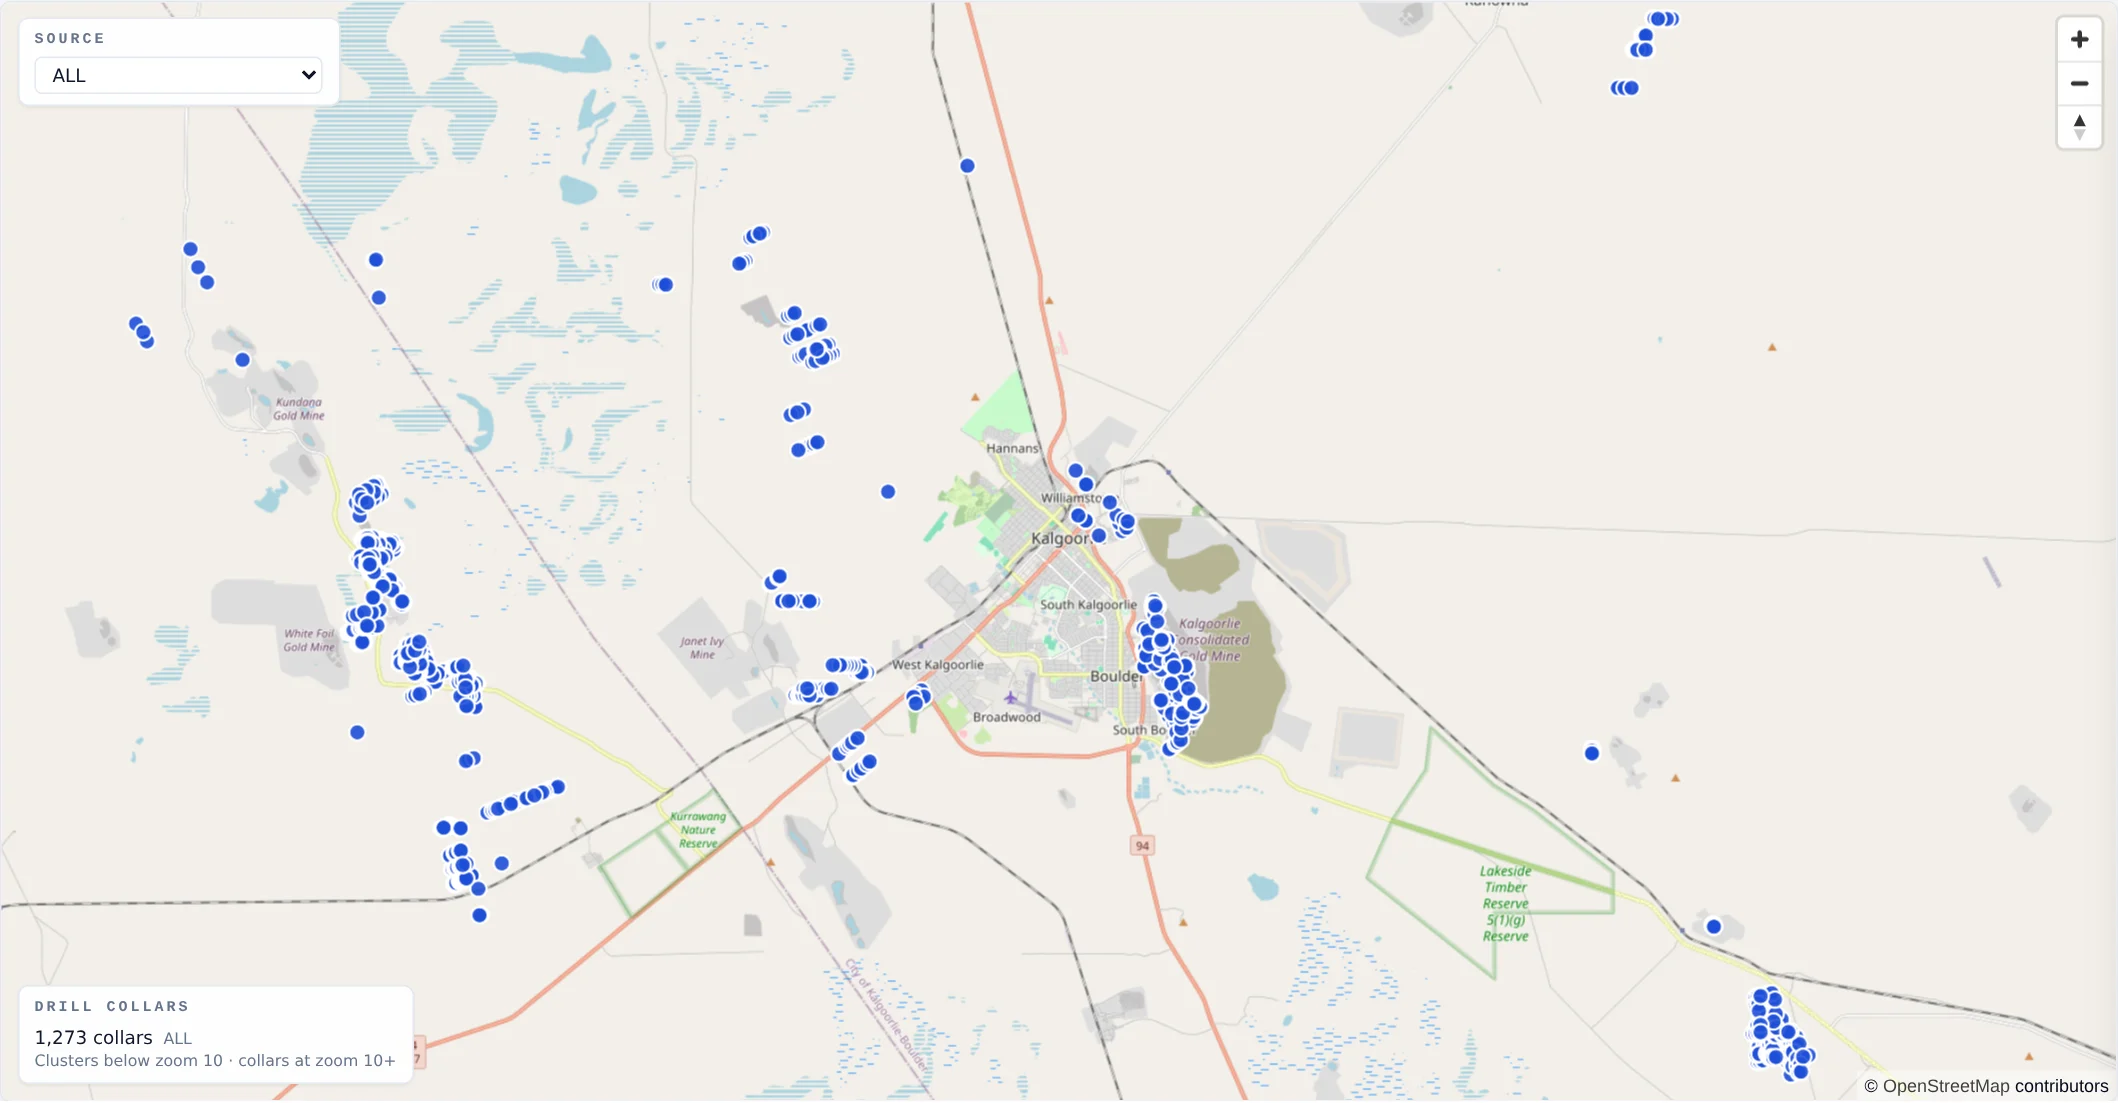 SOURCE
ALL
Kundana
Gold Mine
Hannans
Williamsto
Kalgoor
South Kalgoorlie
Kalgoorlie
onsolidated
old Mine
White Foil
Gold Mine
Janet Ivy
Mine
West Kalgoorlie
Boulder
Broadwood
South Bo
Kurrawang
Nature
Reserve
94
Lakeside
Timber
Reserve
5(1)(g)
Reserve
City of Kalgoorlie-Boulder
DRILL COLLARS
1,273 collars ALL
Clusters below zoom 10 · collars at zoom 10+
7
© OpenStreetMap contributors